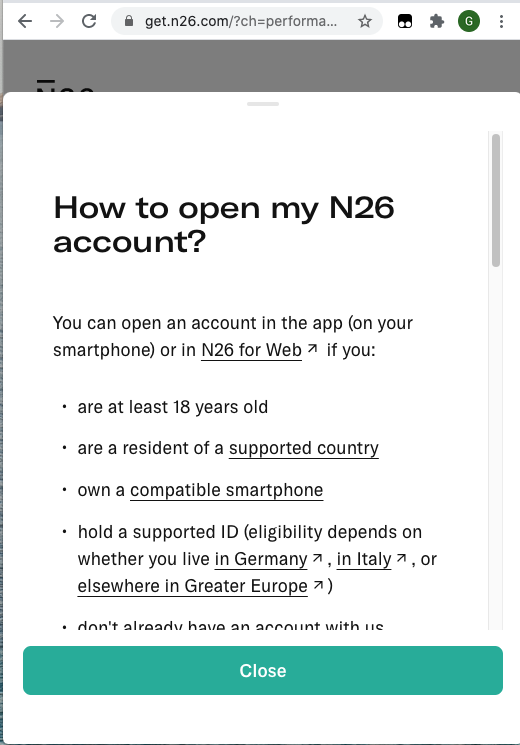 get.n26.com/?ch=performa...
G
N26
How to open my N26
account?
You can open an account in the app (on your
smartphone) or in N26 for Web ↗ if you:
• are at least 18 years old
• are a resident of a supported country
• own a compatible smartphone
• hold a supported ID (eligibility depends on
whether you live in Germany ↗ , in Italy ↗ , or
elsewhere in Greater Europe ↗ )
• don't already have an account with us
Close